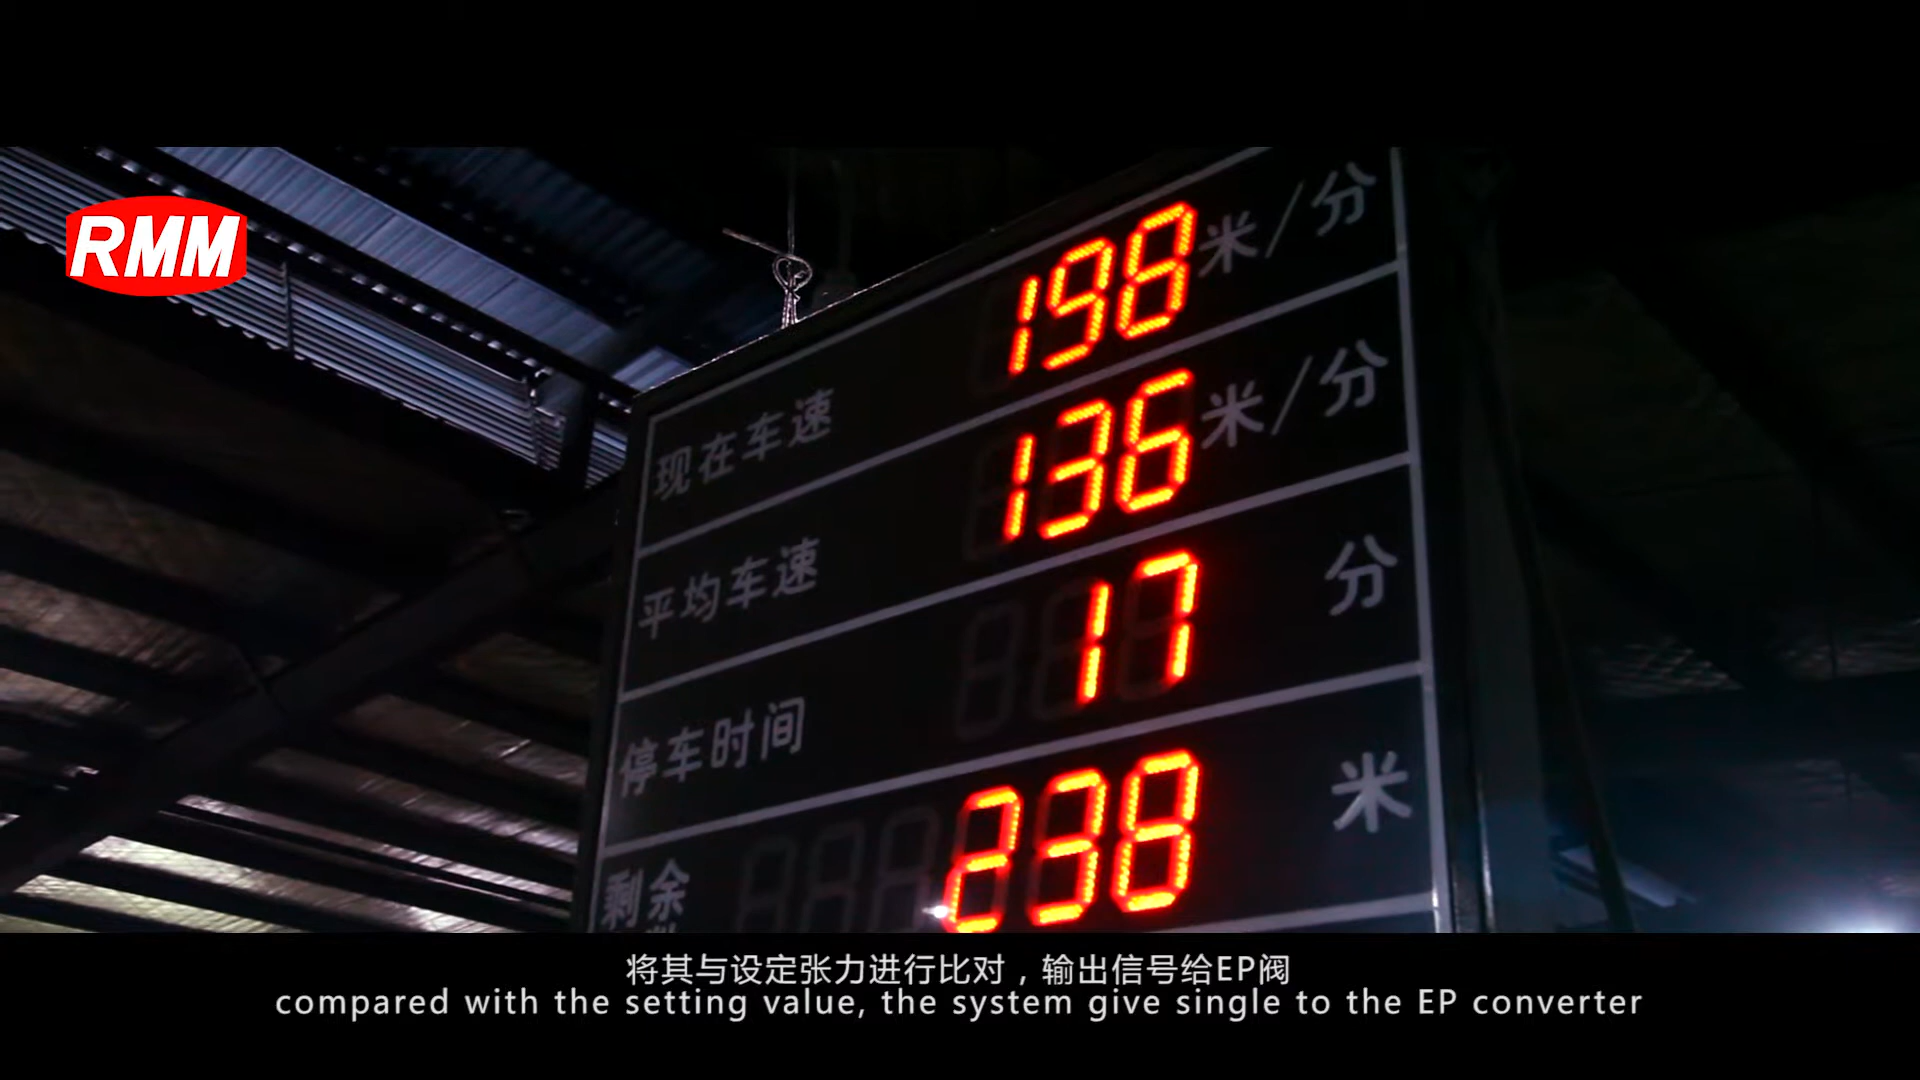 RMM
现在车速 198 米/分
平均车速 136 米/分
停车时间 17 分
剩余 238 米
将其与设定张力进行比对，输出信号给EP阀
compared with the setting value, the system give single to the EP converter